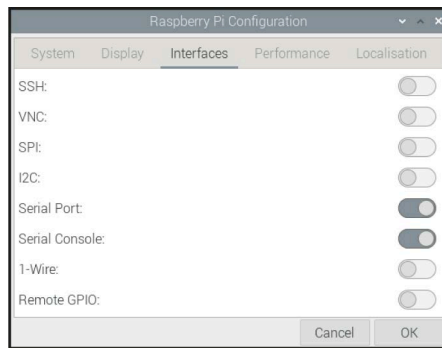 Raspberry Pi Configuration
System Display Interfaces Performance Localisation
SSH:
VNC:
SPI:
I2C:
Serial Port:
Serial Console:
1-Wire:
Remote GPIO:
Cancel OK